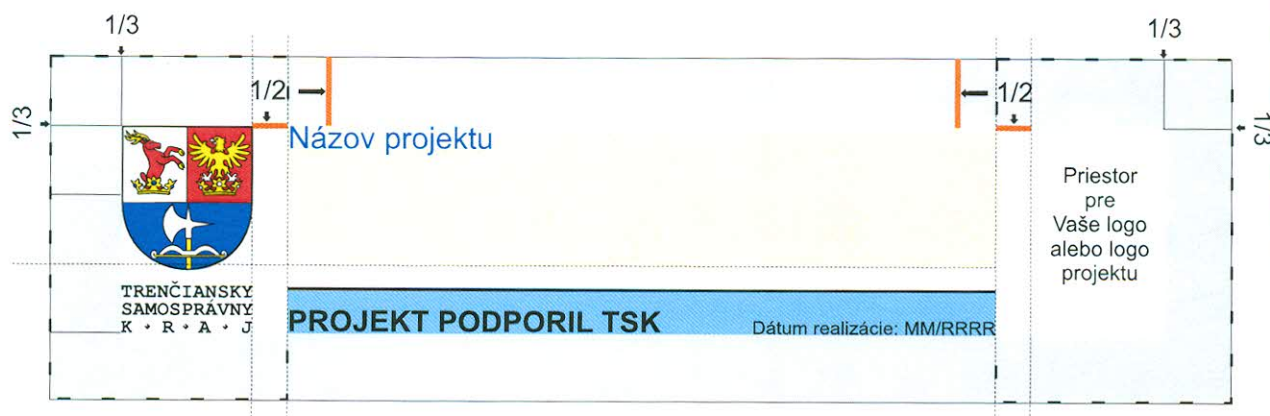 1/3
1/3
1/2
1/2
1/3
1/3
Názov projektu
Priestor
pre
Vaše logo
alebo logo
projektu
TRENČIANSKY
SAMOSPRÁVNY
K • R • A • J
PROJEKT PODPORIL TSK
Dátum realizácie: MM/RRRR